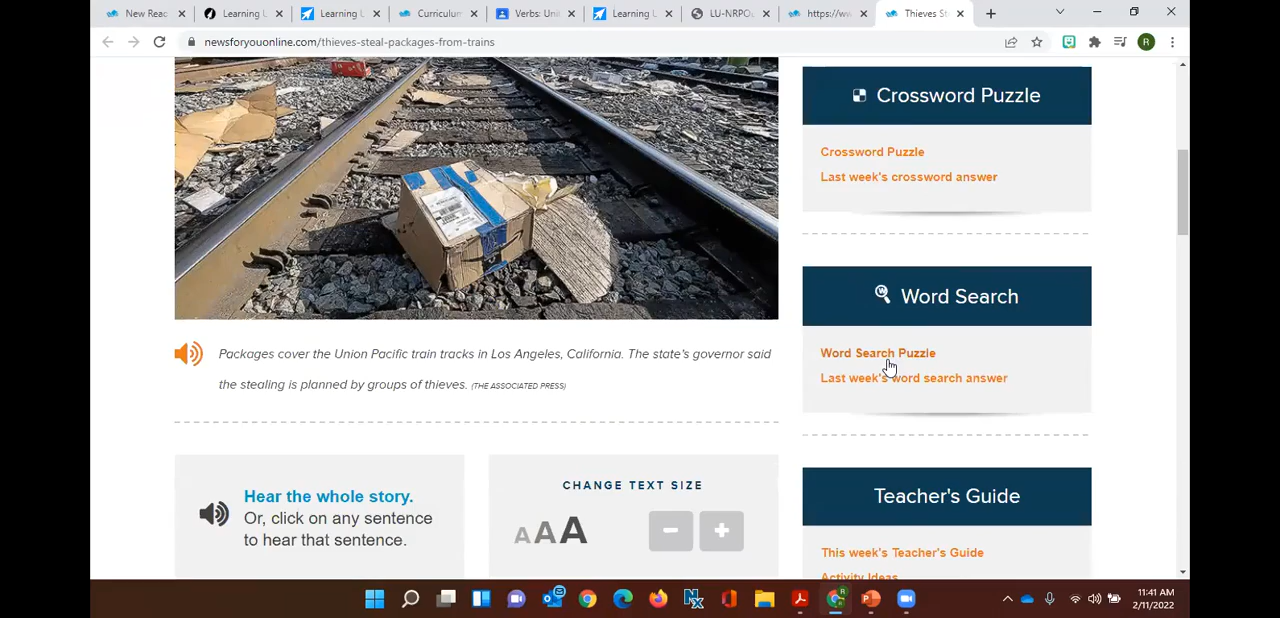 New Reac
Learning U
Learning U
Curriculum
Verbs: Uni
Learning U
LU-NRPOu
https://ww
Thieves St
newsforyouonline.com/thieves-steal-packages-from-trains
R
Crossword Puzzle
Crossword Puzzle
Last week's crossword answer
Word Search
Word Search Puzzle
Last week's word search answer
Packages cover the Union Pacific train tracks in Los Angeles, California. The state's governor said
the stealing is planned by groups of thieves. (THE ASSOCIATED PRESS)
Hear the whole story.
Or, click on any sentence
to hear that sentence.
CHANGE TEXT SIZE
A A A
Teacher's Guide
This week's Teacher's Guide
Activity Ideas
11:41 AM
2/11/2022